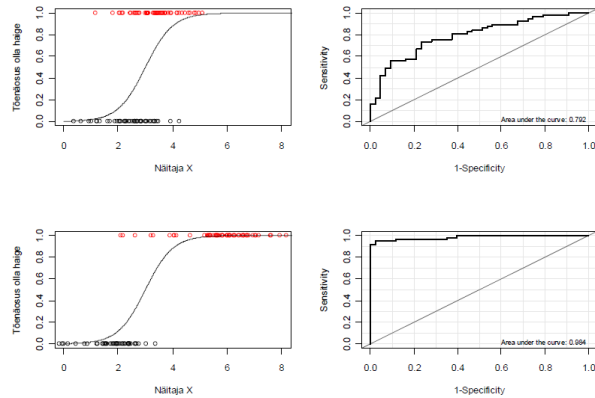 Tõenäosus olla haige
0.0 0.2 0.4 0.6 0.8 1.0
0 2 4 6 8
Näitaja X
Sensitivity
0.0 0.2 0.4 0.6 0.8 1.0
Area under the curve: 0.792
0.0 0.2 0.4 0.6 0.8 1.0
1-Specificity
Tõenäosus olla haige
0.0 0.2 0.4 0.6 0.8 1.0
0 2 4 6 8
Näitaja X
Sensitivity
0.0 0.2 0.4 0.6 0.8 1.0
Area under the curve: 0.984
0.0 0.2 0.4 0.6 0.8 1.0
1-Specificity